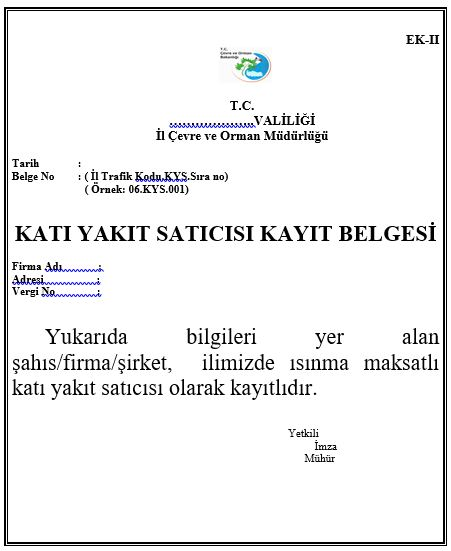 EK-II
T.C.
Çevre ve Orman
Bakanlığı
T.C.
………………..VALİLİĞİ
İl Çevre ve Orman Müdürlüğü
Tarih :
Belge No : ( İl Trafik Kodu.KYS.Sıra no)
( Örnek: 06.KYS.001)
KATI YAKIT SATICISI KAYIT BELGESİ
Firma Adı :
Adresi :
Vergi No :
Yukarıda bilgileri yer alan
şahıs/firma/şirket, ilimizde ısınma maksatlı
katı yakıt satıcısı olarak kayıtlıdır.
Yetkili
İmza
Mühür